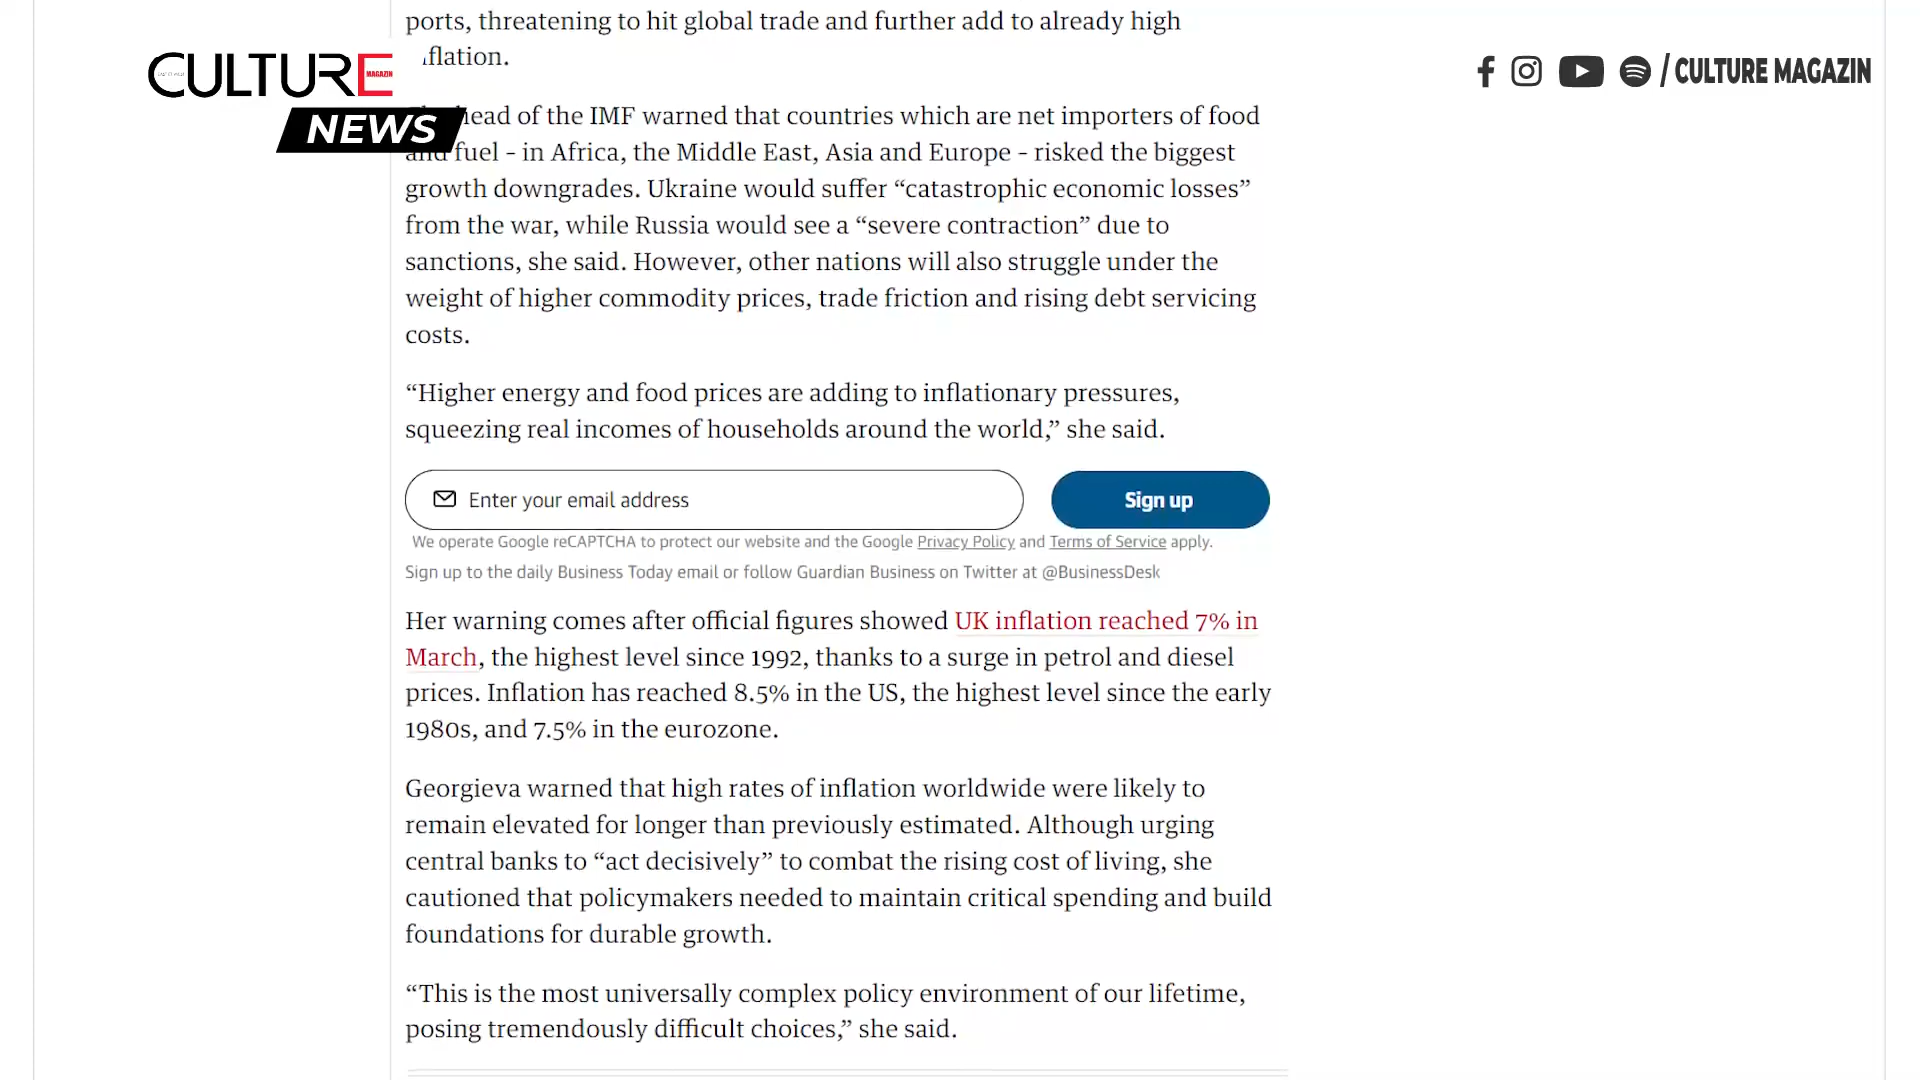 ports, threatening to hit global trade and further add to already high
flation.
CULTURE
MAGAZIN
NEWS
/ CULTURE MAGAZIN
head of the IMF warned that countries which are net importers of food
and fuel – in Africa, the Middle East, Asia and Europe – risked the biggest
growth downgrades. Ukraine would suffer “catastrophic economic losses”
from the war, while Russia would see a “severe contraction” due to
sanctions, she said. However, other nations will also struggle under the
weight of higher commodity prices, trade friction and rising debt servicing
costs.
“Higher energy and food prices are adding to inflationary pressures,
squeezing real incomes of households around the world,” she said.
Enter your email address
Sign up
We operate Google reCAPTCHA to protect our website and the Google Privacy Policy and Terms of Service apply.
Sign up to the daily Business Today email or follow Guardian Business on Twitter at @BusinessDesk
Her warning comes after official figures showed UK inflation reached 7% in
March, the highest level since 1992, thanks to a surge in petrol and diesel
prices. Inflation has reached 8.5% in the US, the highest level since the early
1980s, and 7.5% in the eurozone.
Georgieva warned that high rates of inflation worldwide were likely to
remain elevated for longer than previously estimated. Although urging
central banks to “act decisively” to combat the rising cost of living, she
cautioned that policymakers needed to maintain critical spending and build
foundations for durable growth.
“This is the most universally complex policy environment of our lifetime,
posing tremendously difficult choices,” she said.